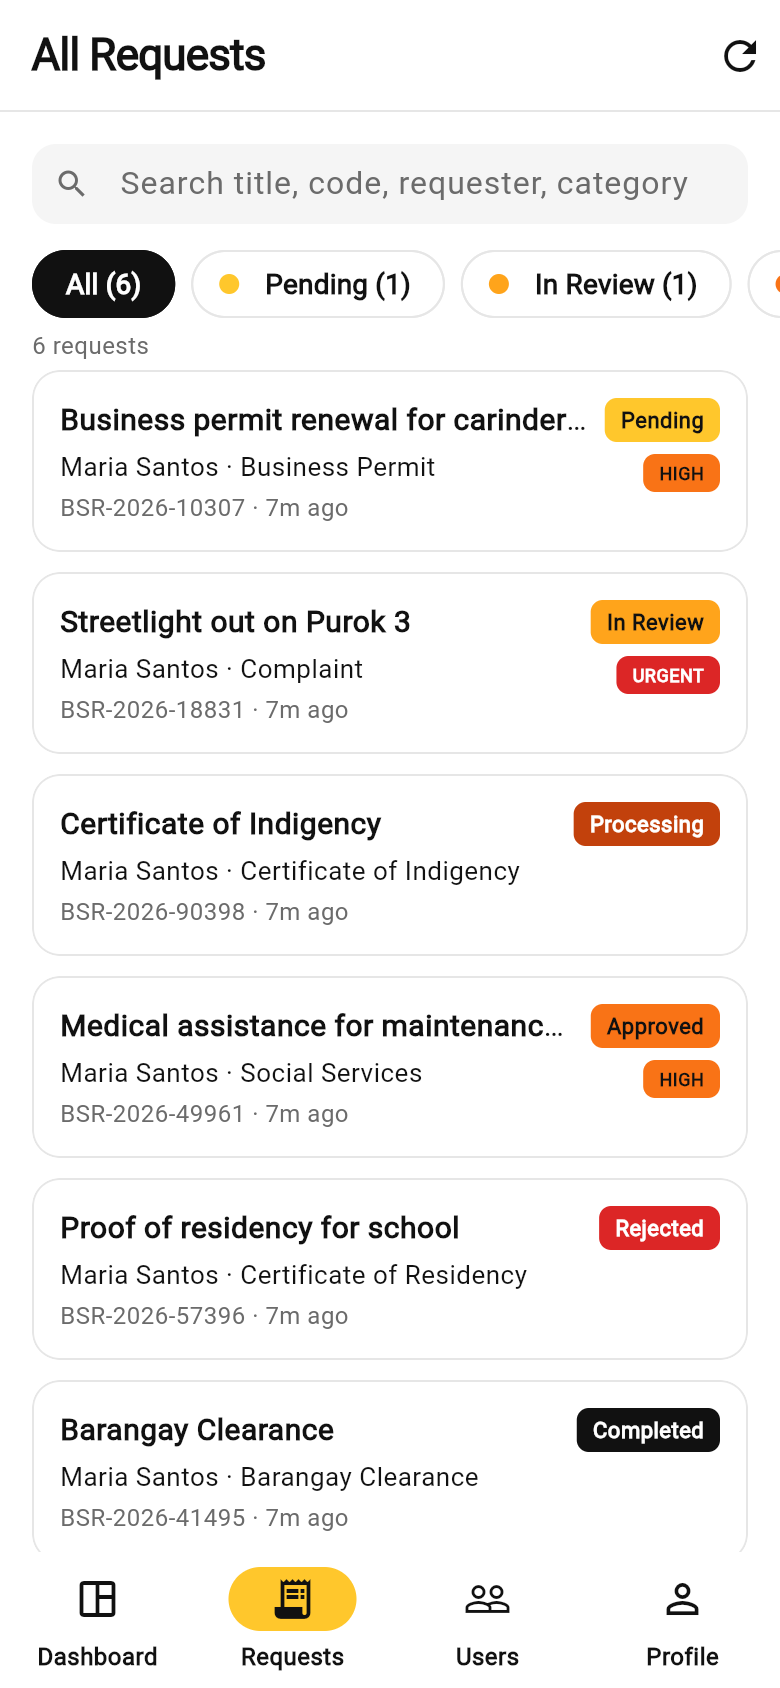 All Requests
Search title, code, requester, category
All (6)
Pending (1)
In Review (1)
6 requests
Business permit renewal for carinder...
Pending
Maria Santos · Business Permit
HIGH
BSR-2026-10307 · 7m ago
Streetlight out on Purok 3
In Review
Maria Santos · Complaint
URGENT
BSR-2026-18831 · 7m ago
Certificate of Indigency
Processing
Maria Santos · Certificate of Indigency
BSR-2026-90398 · 7m ago
Medical assistance for maintenanc...
Approved
Maria Santos · Social Services
HIGH
BSR-2026-49961 · 7m ago
Proof of residency for school
Rejected
Maria Santos · Certificate of Residency
BSR-2026-57396 · 7m ago
Barangay Clearance
Completed
Maria Santos · Barangay Clearance
BSR-2026-41495 · 7m ago
Dashboard
Requests
Users
Profile